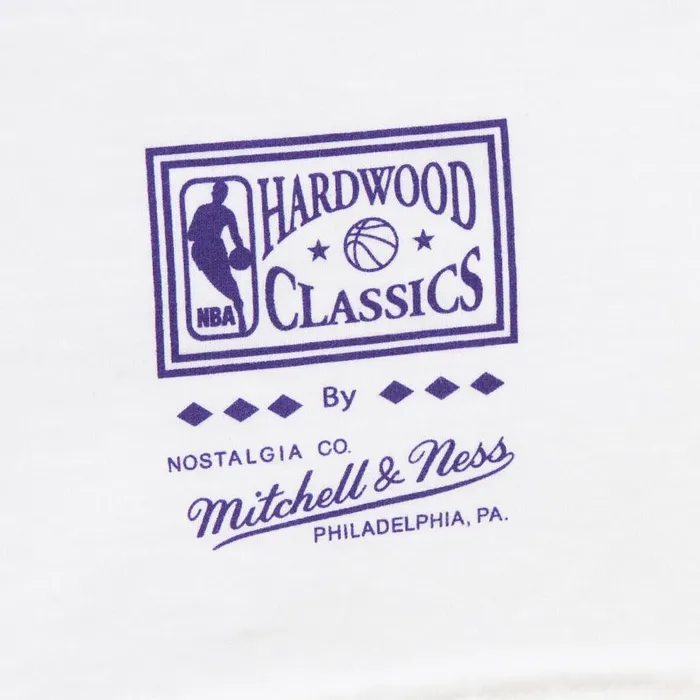 HARDWOOD
CLASSICS
NBA
By
NOSTALGIA CO.
Mitchell & Ness
PHILADELPHIA, PA.